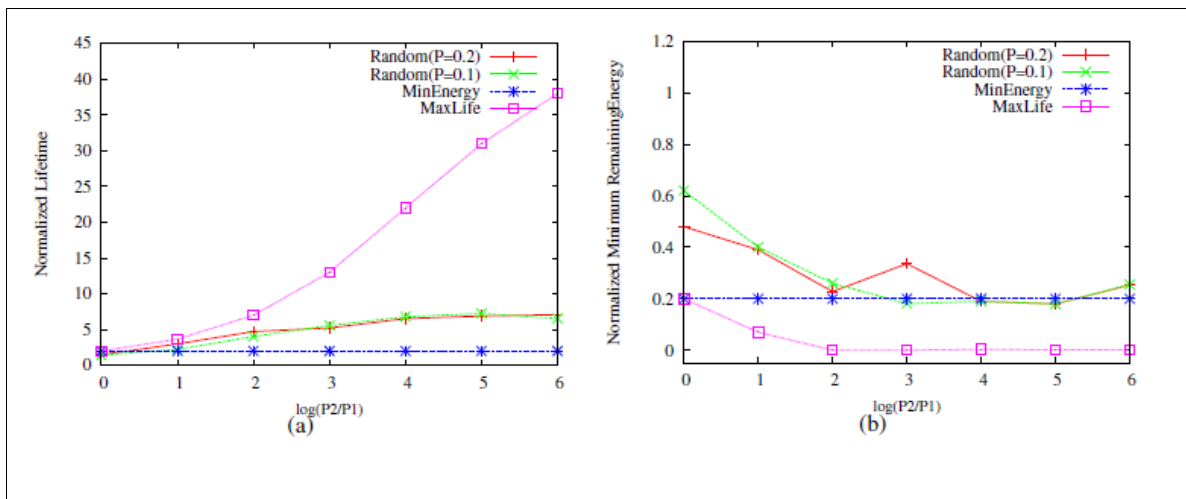 45
40
35
30
25
20
15
10
5
0
Normalized Lifetime
Random(P=0.2)
Random(P=0.1)
MinEnergy
MaxLife
0 1 2 3 4 5 6
log(P2/P1)
(a)
1.2
1
0.8
0.6
0.4
0.2
0
Normalized Minimum RemainingEnergy
Random(P=0.2)
Random(P=0.1)
MinEnergy
MaxLife
0 1 2 3 4 5 6
log(P2/P1)
(b)